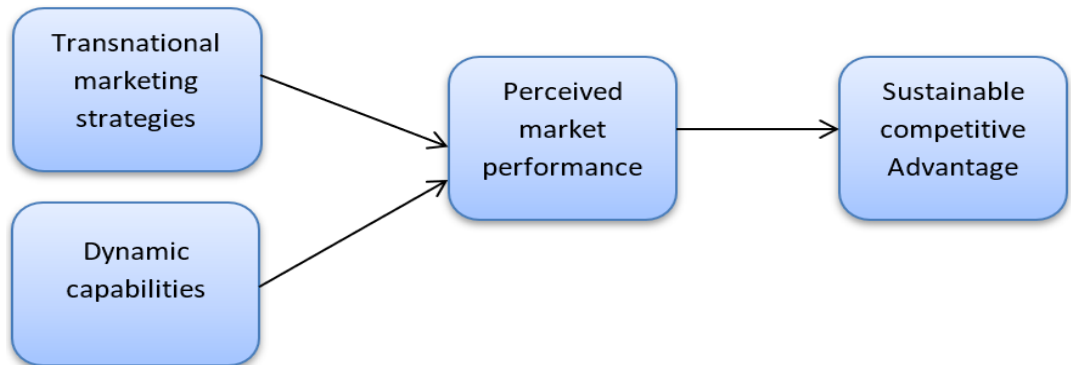 Transnational
marketing
strategies
Dynamic
capabilities
Perceived
market
performance
Sustainable
competitive
Advantage